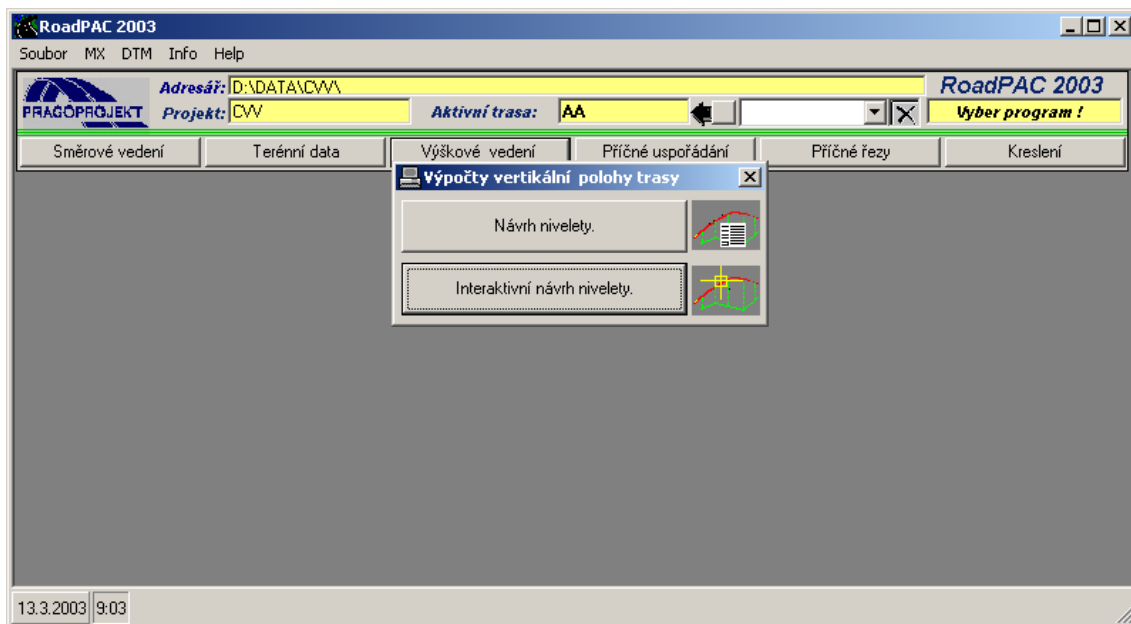 RoadPAC 2003
Soubor MX DTM Info Help
PRAGOPROJEKT
Adresář: D:\DATA\CVV\
RoadPAC 2003
Projekt: CVV
Aktivní trasa: AA
Vyber program !
Směrové vedení
Terénní data
Výškové vedení
Příčné uspořádání
Příčné řezy
Kreslení
Výpočty vertikální polohy trasy
Návrh nivelety.
Interaktivní návrh nivelety.
13.3.2003 9:03